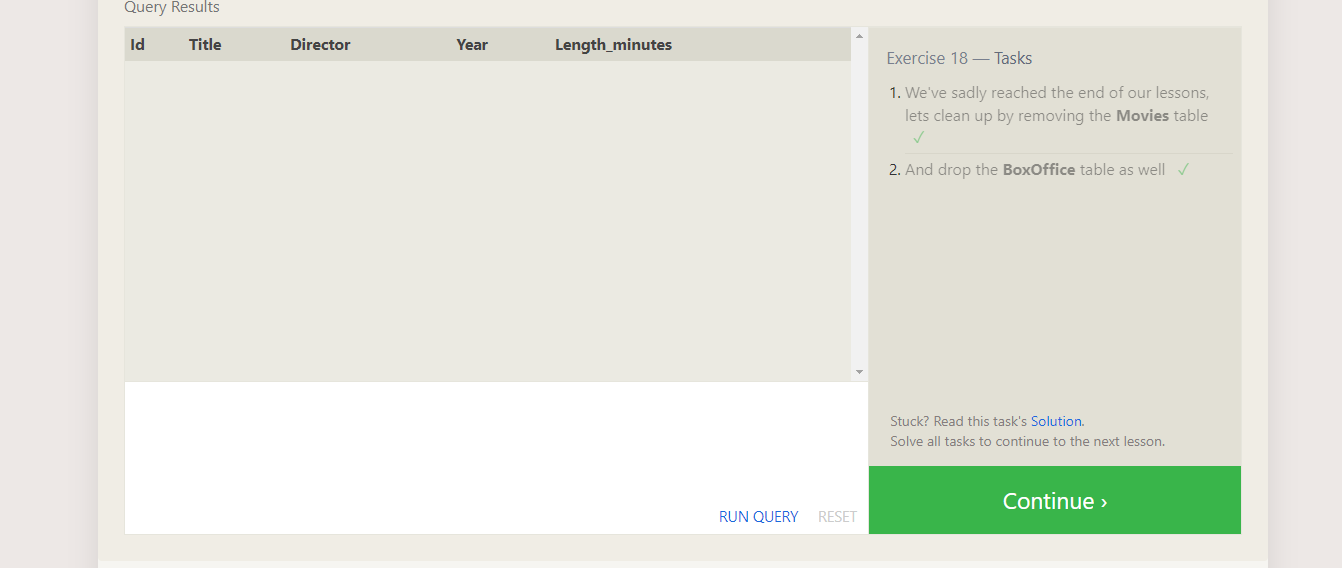 Query Results
Id Title Director Year Length_minutes
Exercise 18 — Tasks
1. We've sadly reached the end of our lessons,
lets clean up by removing the Movies table
✓
2. And drop the BoxOffice table as well ✓
Stuck? Read this task's Solution.
Solve all tasks to continue to the next lesson.
RUN QUERY RESET
Continue ›